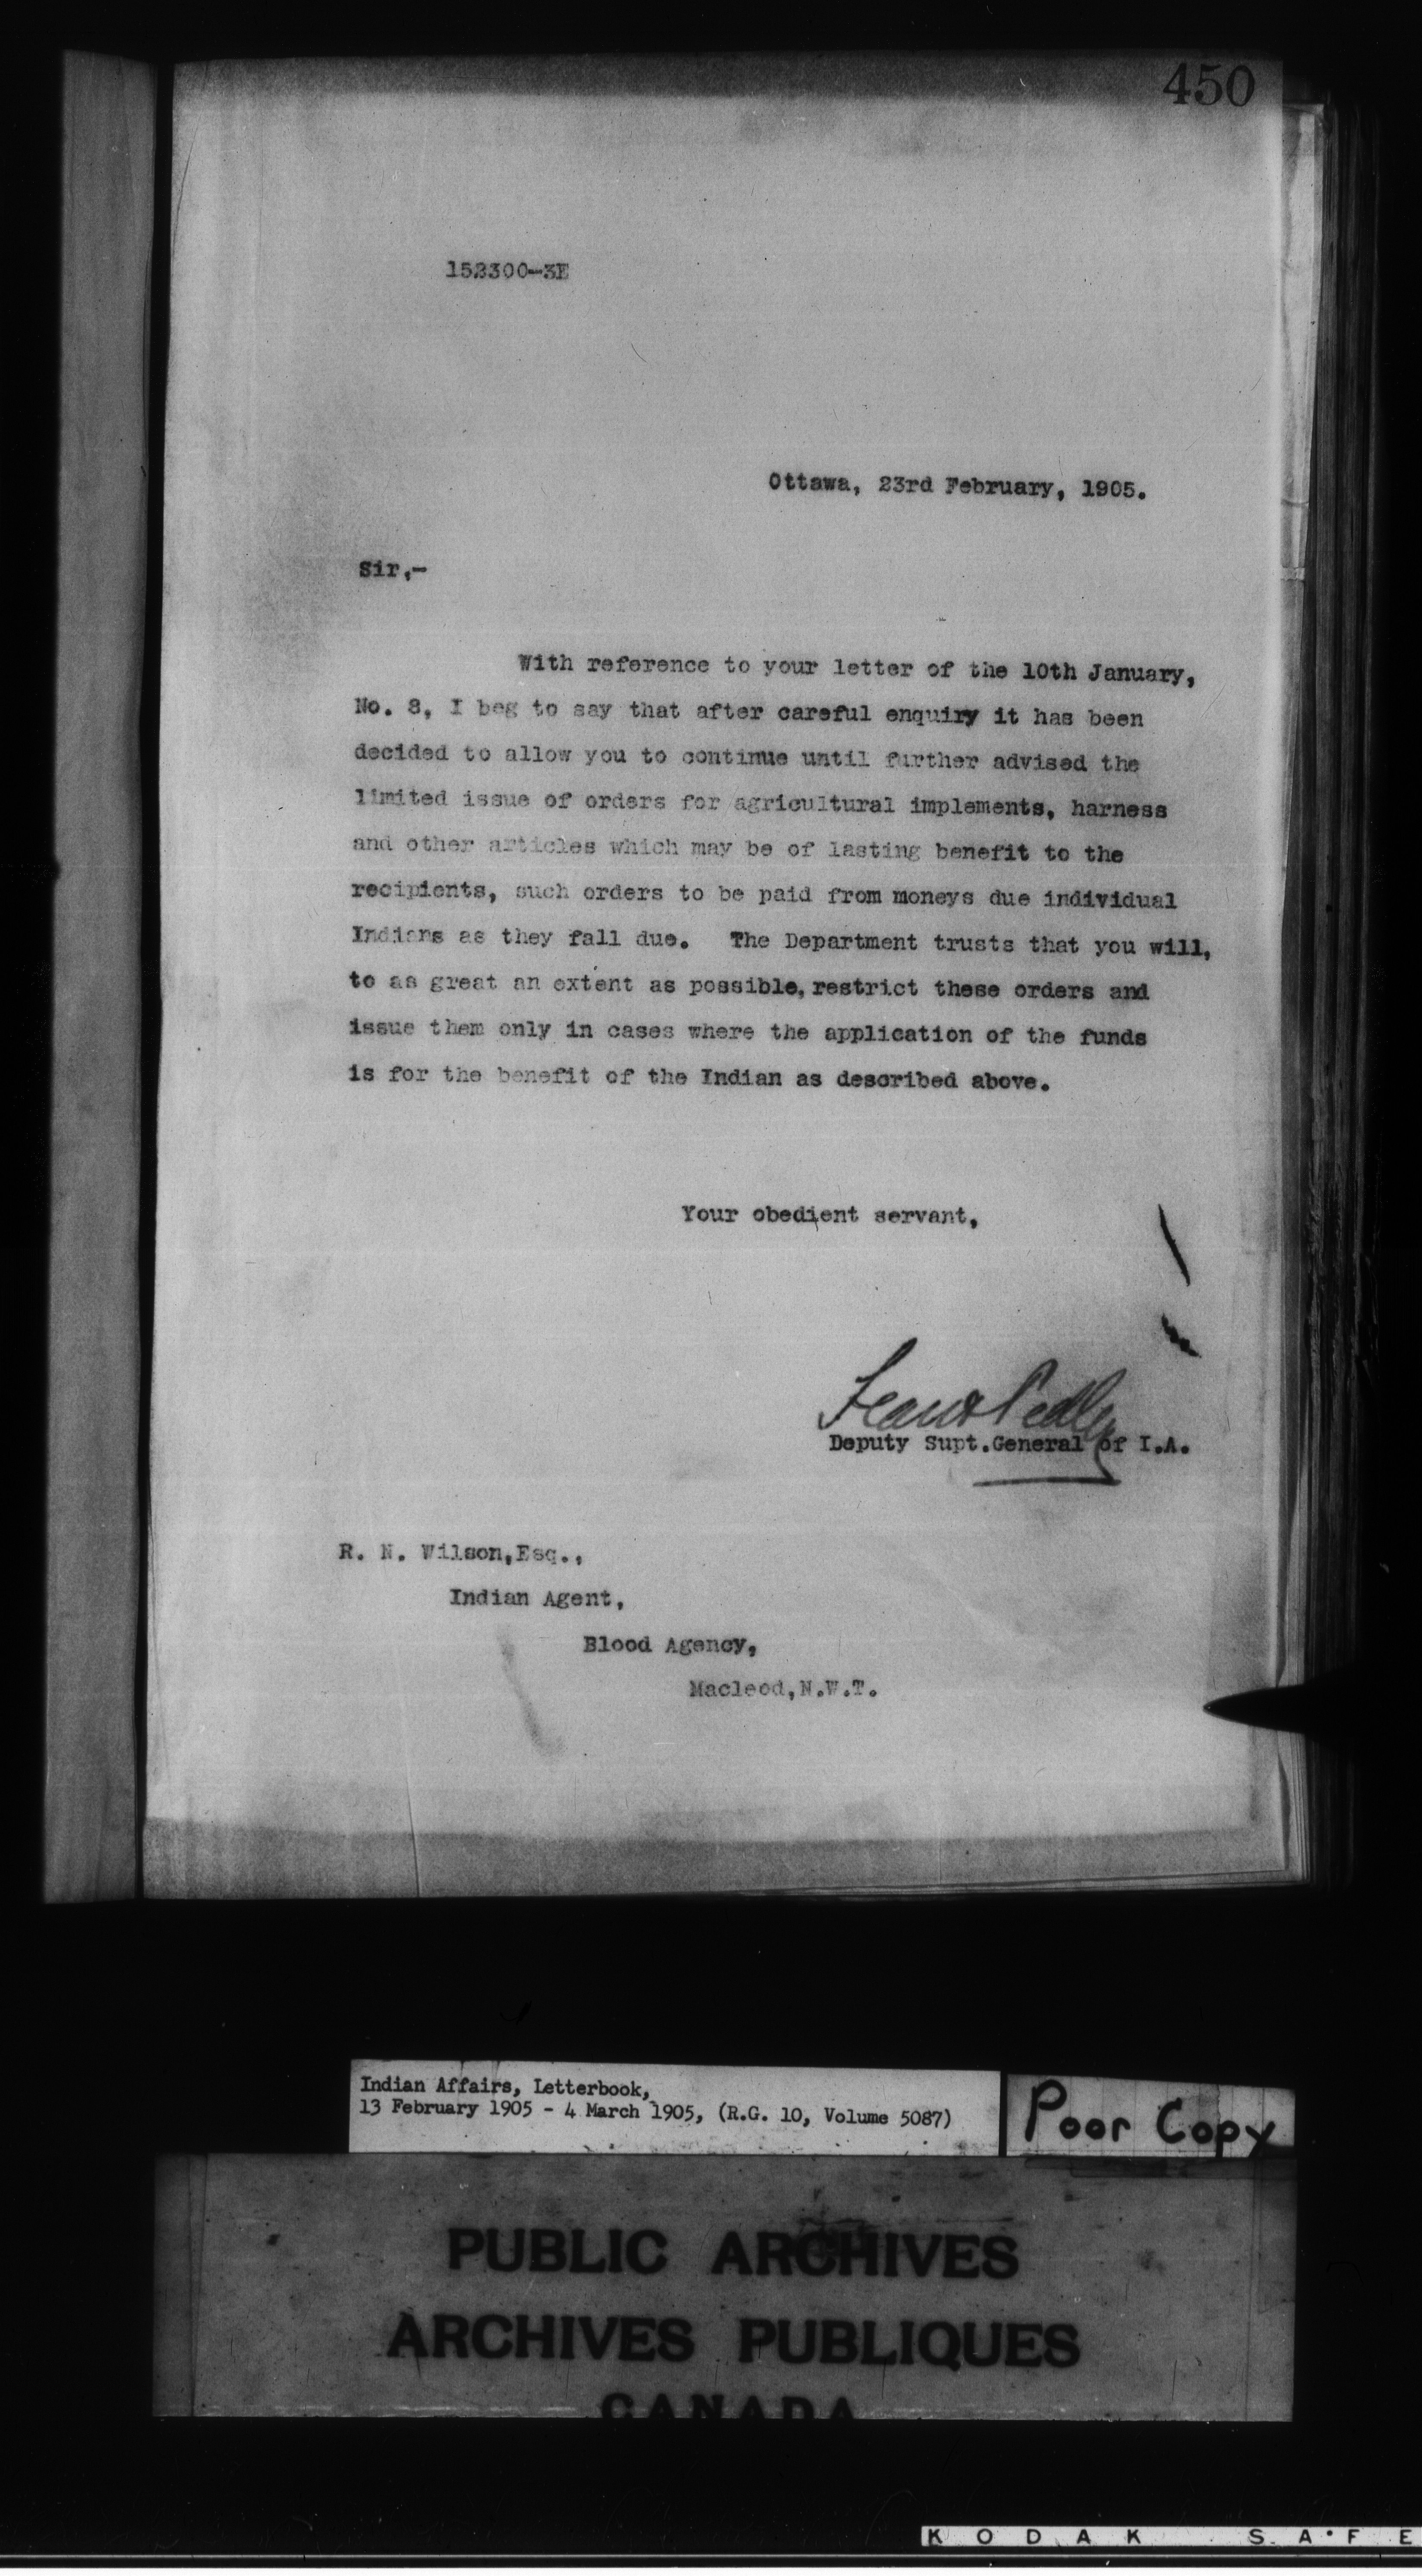 450
152300-3E
Ottawa, 23rd February, 1905.
Sir,-
With reference to your letter of the 10th January,
No. 8, I beg to say that after careful enquiry it has been
decided to allow you to continue until further advised the
limited issue of orders for agricultural implements, harness
and other articles which may be of lasting benefit to the
recipients, such orders to be paid from moneys due individual
Indians as they fall due. The Department trusts that you will,
to as great an extent as possible, restrict these orders and
issue them only in cases where the application of the funds
is for the benefit of the Indian as described above.
Your obedient servant,
Frank Pedley
Deputy Supt.General of I.A.
R. N. Wilson,Esq.,
Indian Agent,
Blood Agency,
Macleod,N.W.T.
Indian Affairs, Letterbook,
13 February 1905 - 4 March 1905, (R.G. 10, Volume 5087)
Poor Copy
PUBLIC ARCHIVES
ARCHIVES PUBLIQUES
CANADA
KODAK SAFE